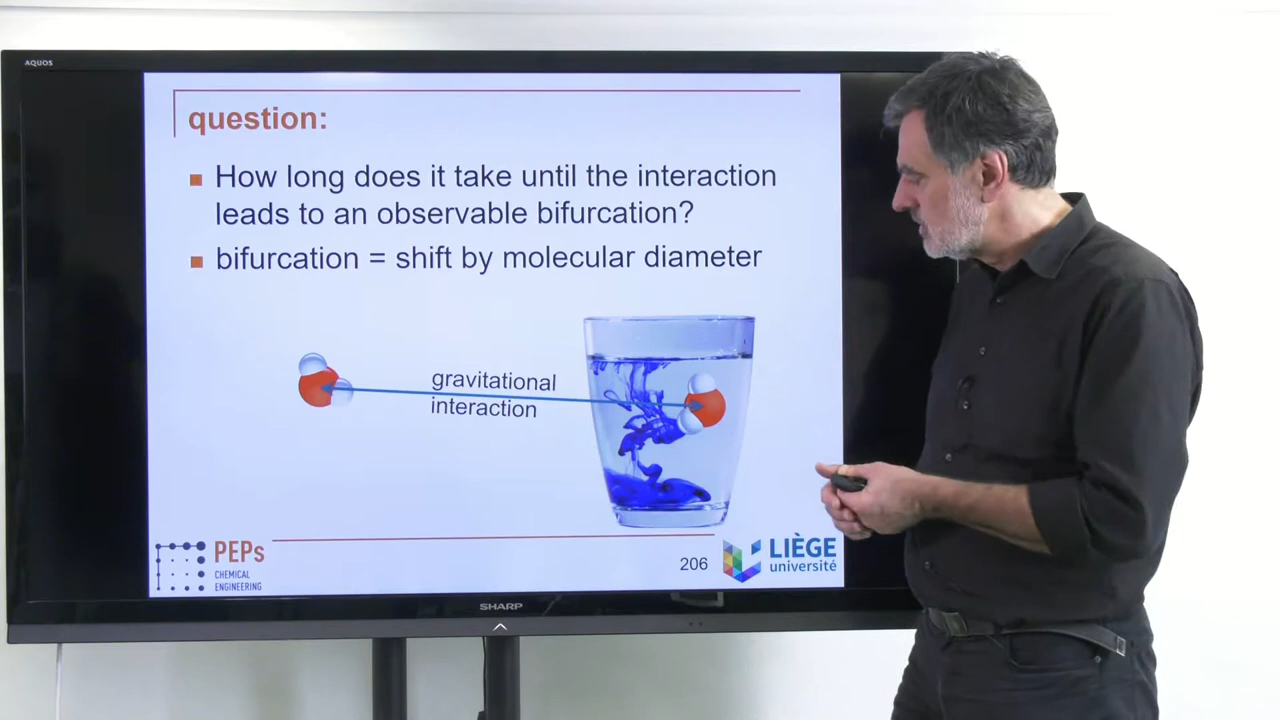 AQUOS
question:
How long does it take until the interaction
leads to an observable bifurcation?
bifurcation = shift by molecular diameter
gravitational
interaction
PEPs
CHEMICAL
ENGINEERING
206
LIÈGE
université
SHARP